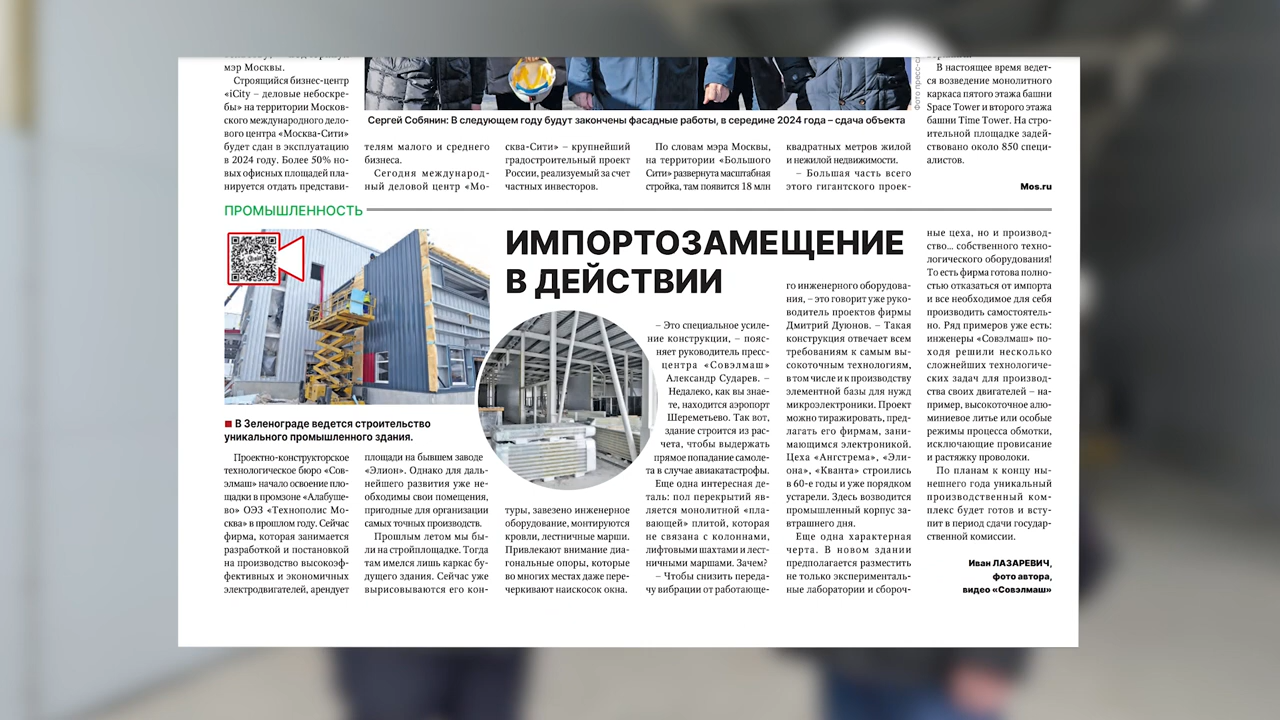 мэр Москвы.
Строящийся бизнес-центр
«iCity – деловые небоскре-
бы» на территории Москов-
ского международного дело-
вого центра «Москва-Сити»
будет сдан в эксплуатацию
в 2024 году. Более 50% но-
вых офисных площадей пла-
нируется отдать представи-
Сергей Собянин: В следующем году будут закончены фасадные работы, в середине 2024 года – сдача объекта
телям малого и среднего
бизнеса.
Сегодня международ-
ный деловой центр «Мо-
сква-Сити» – крупнейший
градостроительный проект
России, реализуемый за счет
частных инвесторов.
По словам мэра Москвы,
на территории «Большого
Сити» развернута масштабная
стройка, там появится 18 млн
квадратных метров жилой
и нежилой недвижимости.
– Большая часть всего
этого гигантского проек-
Фото пресс-
В настоящее время ведет-
ся возведение монолитного
каркаса пятого этажа башни
Space Tower и второго этажа
башни Time Tower. На стро-
ительной площадке задей-
ствовано около 850 специ-
алистов.
Mos.ru
ПРОМЫШЛЕННОСТЬ
ИМПОРТОЗАМЕЩЕНИЕ
В ДЕЙСТВИИ
В Зеленограде ведется строительство
уникального промышленного здания.
Проектно-конструкторское
технологическое бюро «Сов-
элмаш» начало освоение пло-
щадки в промзоне «Алабуше-
во» ОЭЗ «Технополис Мо-
сква» в прошлом году. Сейчас
фирма, которая занимается
разработкой и постановкой
на производство высокоэф-
фективных и экономичных
электродвигателей, арендует
площади на бывшем заводе
«Элион». Однако для даль-
нейшего развития уже не-
обходимы свои помещения,
пригодные для организации
самых точных производств.
Прошлым летом мы бы-
ли на стройплощадке. Тогда
там имелся лишь каркас бу-
дущего здания. Сейчас уже
вырисовываются его кон-
туры, завезено инженерное
оборудование, монтируются
кровли, лестничные марши.
Привлекают внимание диа-
гональные опоры, которые
во многих местах даже пере-
черкивают наискосок окна.
– Это специальное усиле-
ние конструкции, – пояс-
няет руководитель пресс-
центра «Совэлмаш»
Александр Сударев. –
Недалеко, как вы знае-
те, находится аэропорт
Шереметьево. Так вот,
здание строится из рас-
чета, чтобы выдержать
прямое попадание самоле-
та в случае авиакатастрофы.
Еще одна интересная де-
таль: пол перекрытий яв-
ляется монолитной «пла-
вающей» плитой, которая
не связана с колоннами,
лифтовыми шахтами и лест-
ничными маршами. Зачем?
– Чтобы снизить переда-
чу вибрации от работающе-
го инженерного оборудова-
ния, – это говорит уже руко-
водитель проектов фирмы
Дмитрий Дуюнов. – Такая
конструкция отвечает всем
требованиям к самым вы-
сокоточным технологиям,
в том числе и к производству
элементной базы для нужд
микроэлектроники. Проект
можно тиражировать, пред-
лагать его фирмам, зани-
мающимся электроникой.
Цеха «Ангстрема», «Эли-
она», «Кванта» строились
в 60-е годы и уже порядком
устарели. Здесь возводится
промышленный корпус за-
втрашнего дня.
Еще одна характерная
черта. В новом здании
предполагается разместить
не только эксперименталь-
ные лаборатории и сбороч-
ные цеха, но и производ-
ство... собственного техно-
логического оборудования!
То есть фирма готова полно-
стью отказаться от импорта
и все необходимое для себя
производить самостоятель-
но. Ряд примеров уже есть:
инженеры «Совэлмаш» по-
ходя решили несколько
сложнейших технологиче-
ских задач для производ-
ства своих двигателей – на-
пример, высокоточное алю-
миниевое литье или особые
режимы процесса обмотки,
исключающие провисание
и растяжку проволоки.
По планам к концу ны-
нешнего года уникальный
производственный ком-
плекс будет готов и всту-
пит в период сдачи государ-
ственной комиссии.
Иван ЛАЗАРЕВИЧ,
фото автора,
видео «Совэлмаш»